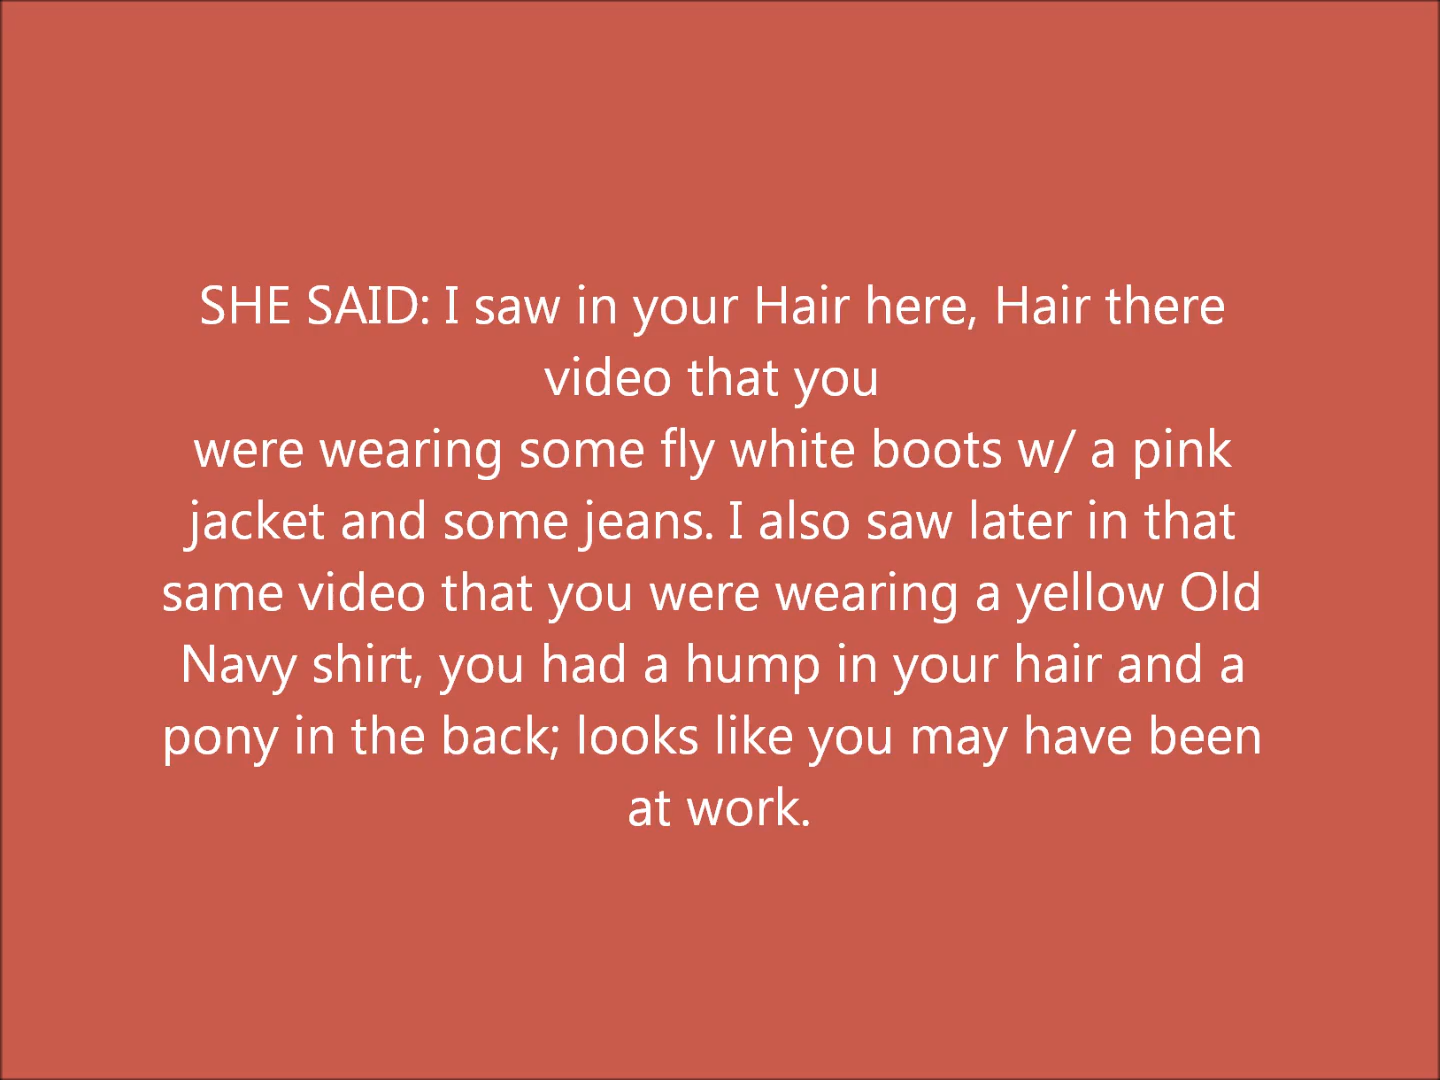 SHE SAID: I saw in your Hair here, Hair there
video that you
were wearing some fly white boots w/ a pink
jacket and some jeans. I also saw later in that
same video that you were wearing a yellow Old
Navy shirt, you had a hump in your hair and a
pony in the back; looks like you may have been
at work.